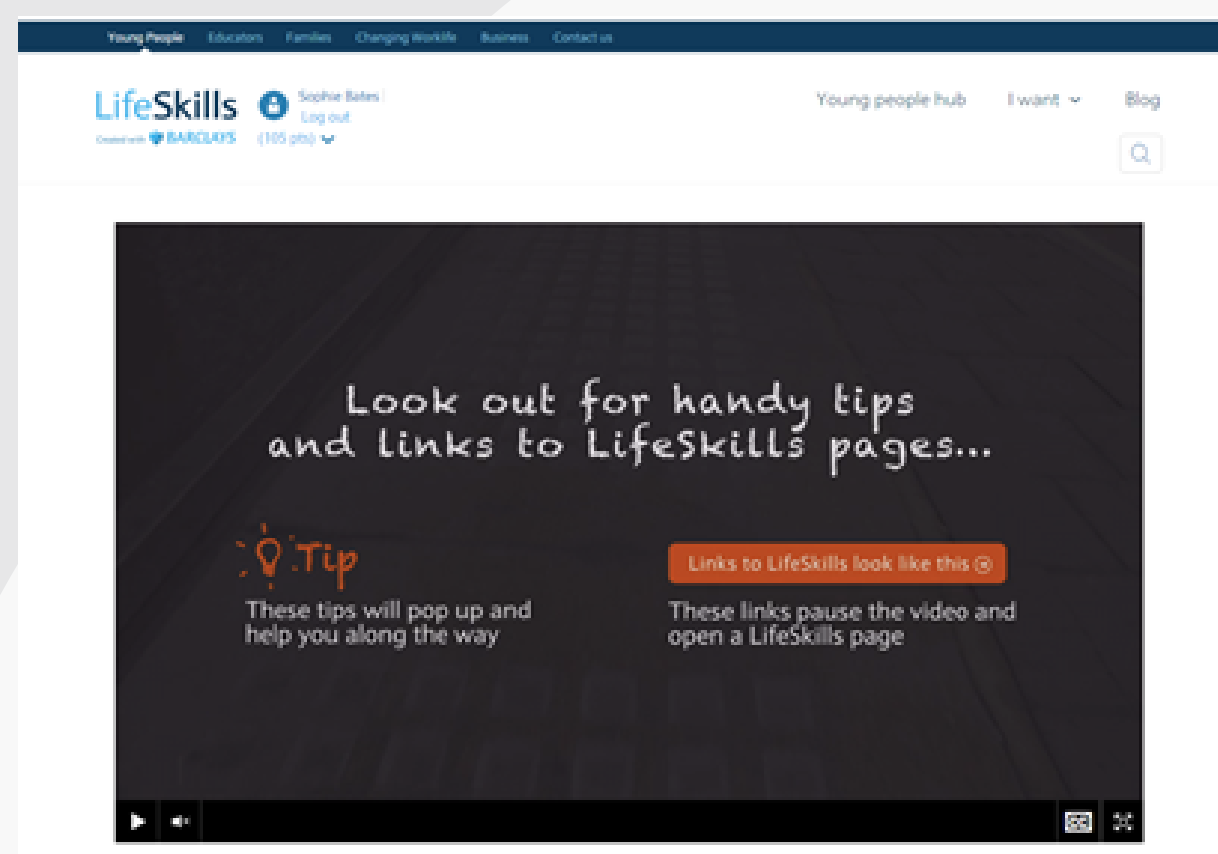 Young People Educators Families Changing Worklife Business Contact us
LifeSkills
Created with BARCLAYS
Sophie Bates
Log out
(105 pts)
Young people hub I want Blog
Look out for handy tips
and links to LifeSkills pages...
Tip
These tips will pop up and
help you along the way
Links to LifeSkills look like this
These links pause the video and
open a LifeSkills page